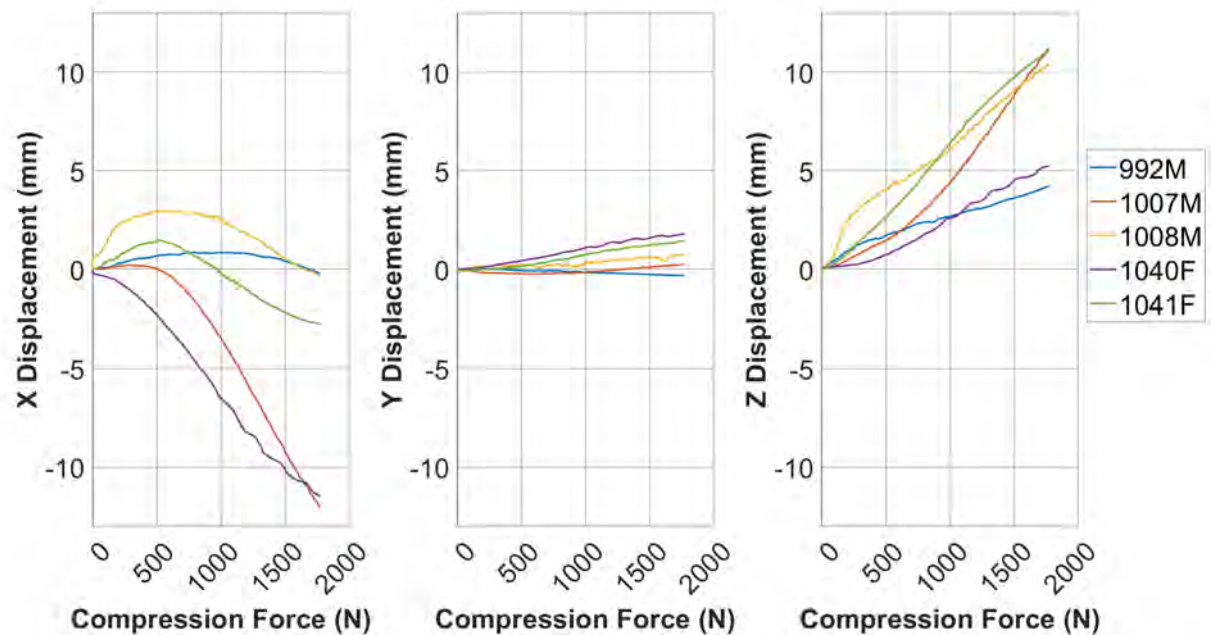 X Displacement (mm)
10
5
0
-5
-10
0
500
1000
1500
2000
Compression Force (N)
Y Displacement (mm)
10
5
0
-5
-10
0
500
1000
1500
2000
Compression Force (N)
Z Displacement (mm)
10
5
0
-5
-10
0
500
1000
1500
2000
Compression Force (N)
992M
1007M
1008M
1040F
1041F